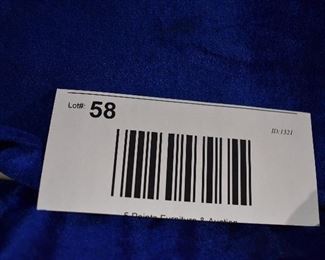 Lot#: 58
ID:1321
5 Points Furniture & Auction